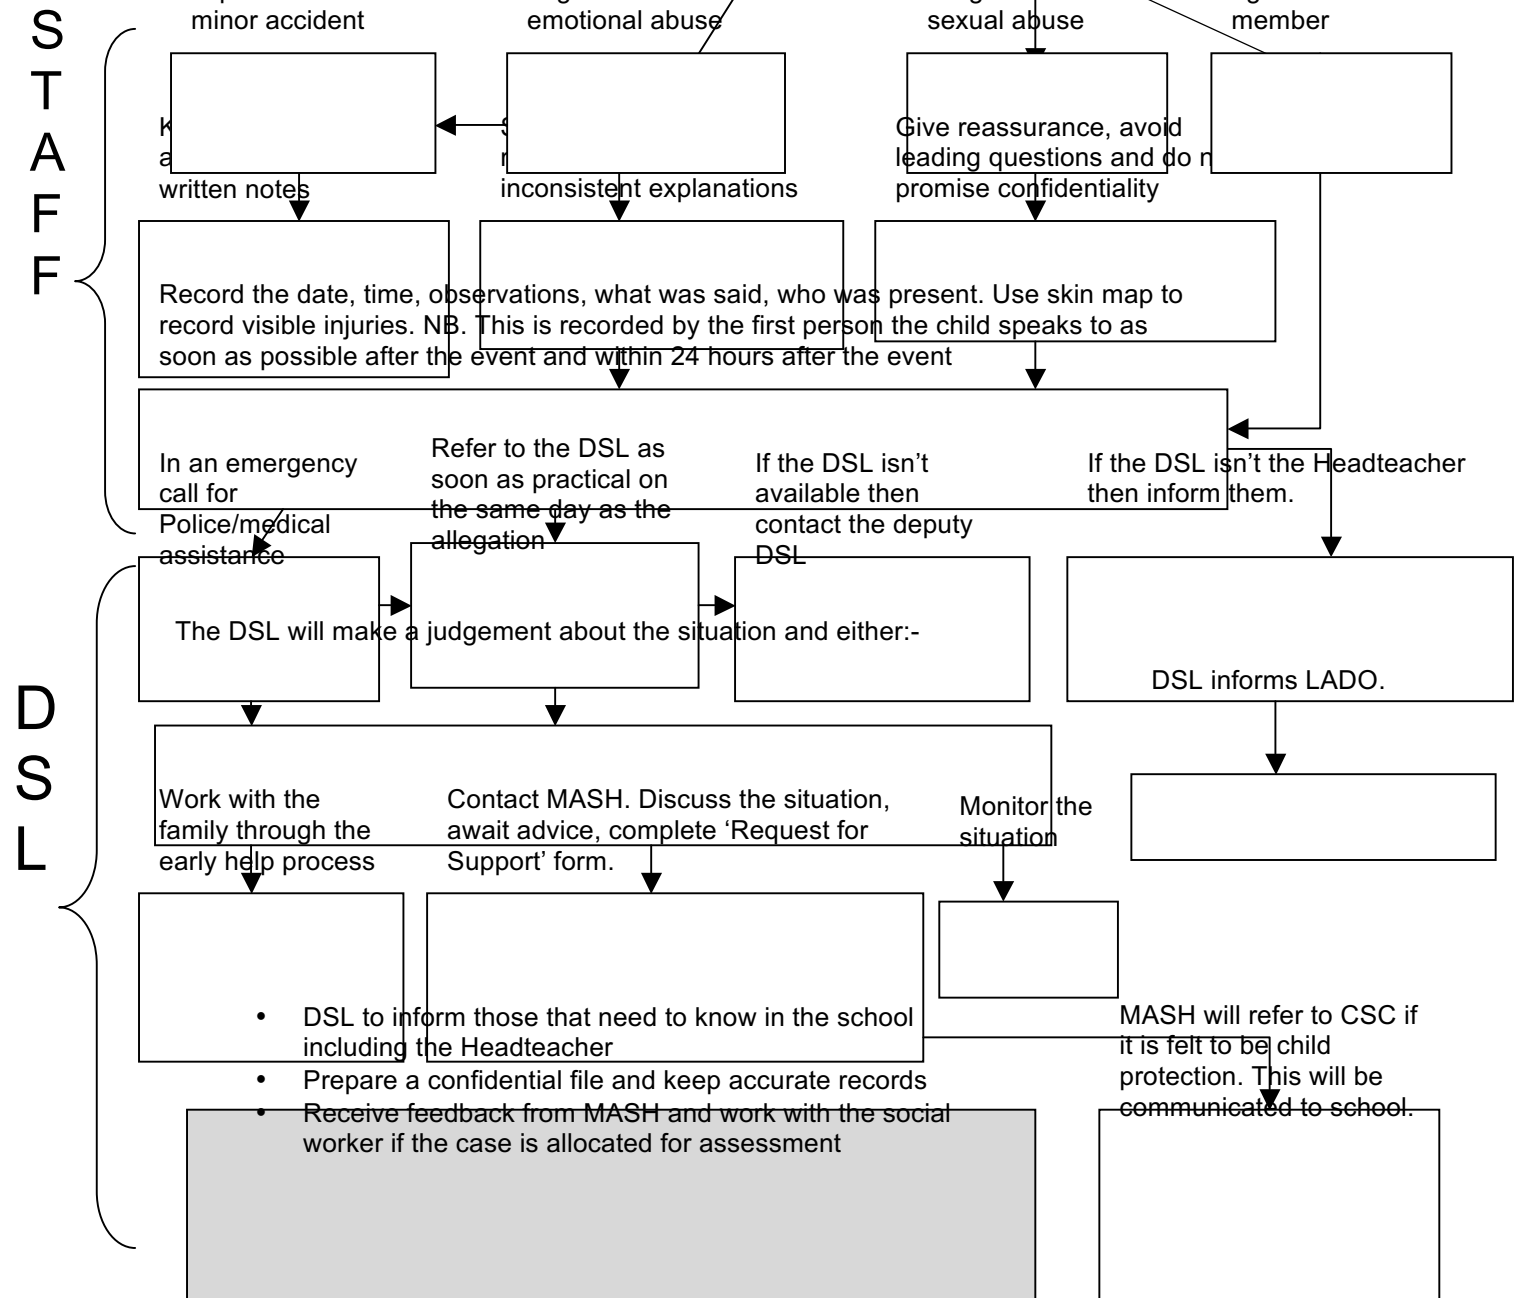 S
T
A
F
F
minor accident
emotional abuse
sexual abuse
member
written notes
inconsistent explanations
Give reassurance, avoid
leading questions and do
promise confidentiality
Record the date, time, observations, what was said, who was present. Use skin map to
record visible injuries. NB. This is recorded by the first person the child speaks to as
soon as possible after the event and within 24 hours after the event
In an emergency
call for
Police/medical
assistance
Refer to the DSL as
soon as practical on
the same day as the
allegation
If the DSL isn’t
available then
contact the deputy
DSL
If the DSL isn’t the Headteacher
then inform them.
D
S
L
The DSL will make a judgement about the situation and either:-
DSL informs LADO.
Work with the
family through the
early help process
Contact MASH. Discuss the situation,
await advice, complete ‘Request for
Support’ form.
Monitor the
situation
• DSL to inform those that need to know in the school
including the Headteacher
• Prepare a confidential file and keep accurate records
• Receive feedback from MASH and work with the social
worker if the case is allocated for assessment
MASH will refer to CSC if
it is felt to be child
protection. This will be
communicated to school.